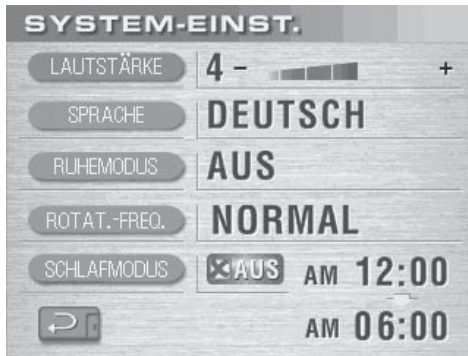 SYSTEM-EINST.
LAUTSTÄRKE 4 - +
SPRACHE DEUTSCH
RUHEMODUS AUS
ROTAT.-FREQ. NORMAL
SCHLAFMODUS AUS AM 12:00
AM 06:00